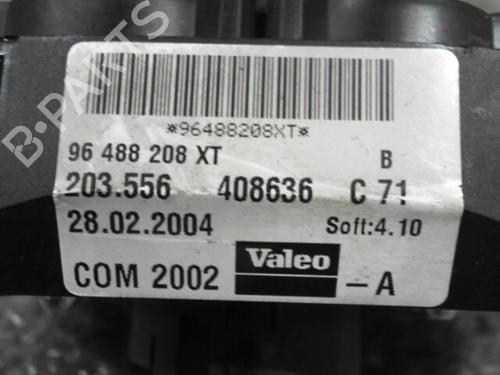 B-PARTS
*96488208XT*
96 488 208 XT B
203.556 408636 C 71
28.02.2004 Soft:4.10
COM 2002 Valeo -A